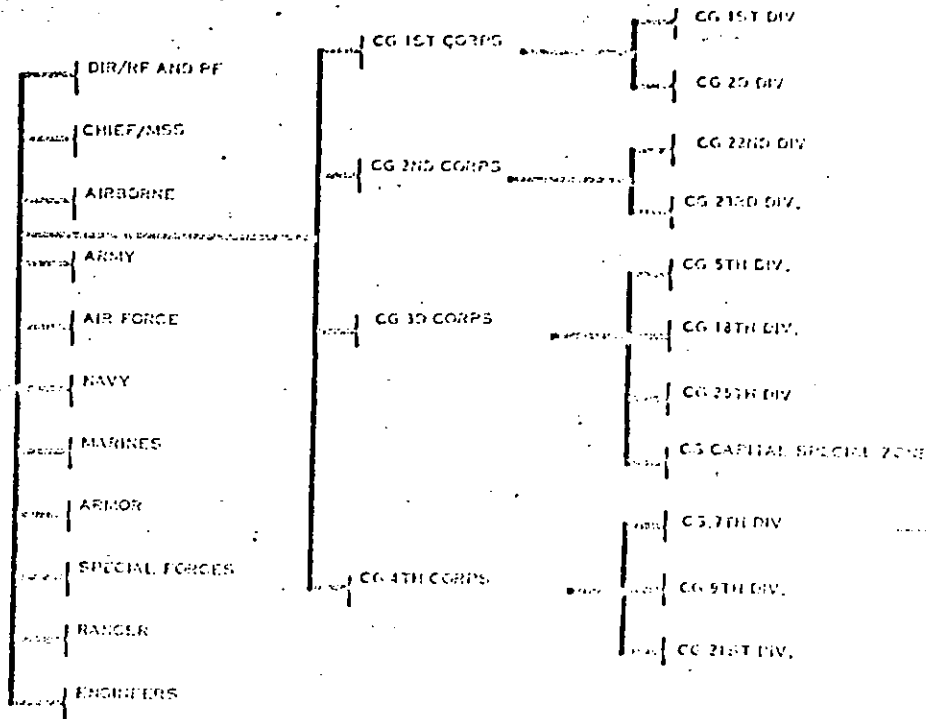 DIR/RF AND PF
CHIEF/MSS
AIRBORNE
ARMY
AIR FORCE
NAVY
MARINES
ARMOR
SPECIAL FORCES
RANGER
ENGINEERS
CG 1ST CORPS
CG 2ND CORPS
CG 3D CORPS
CG 4TH CORPS
CG 1ST DIV
CG 2D DIV
CG 22ND DIV
CG 23RD DIV.
CG 5TH DIV.
CG 18TH DIV.
CG 25TH DIV
CG CAPITAL SPECIAL ZONE
CG 7TH DIV
CG 9TH DIV.
CG 21ST DIV.